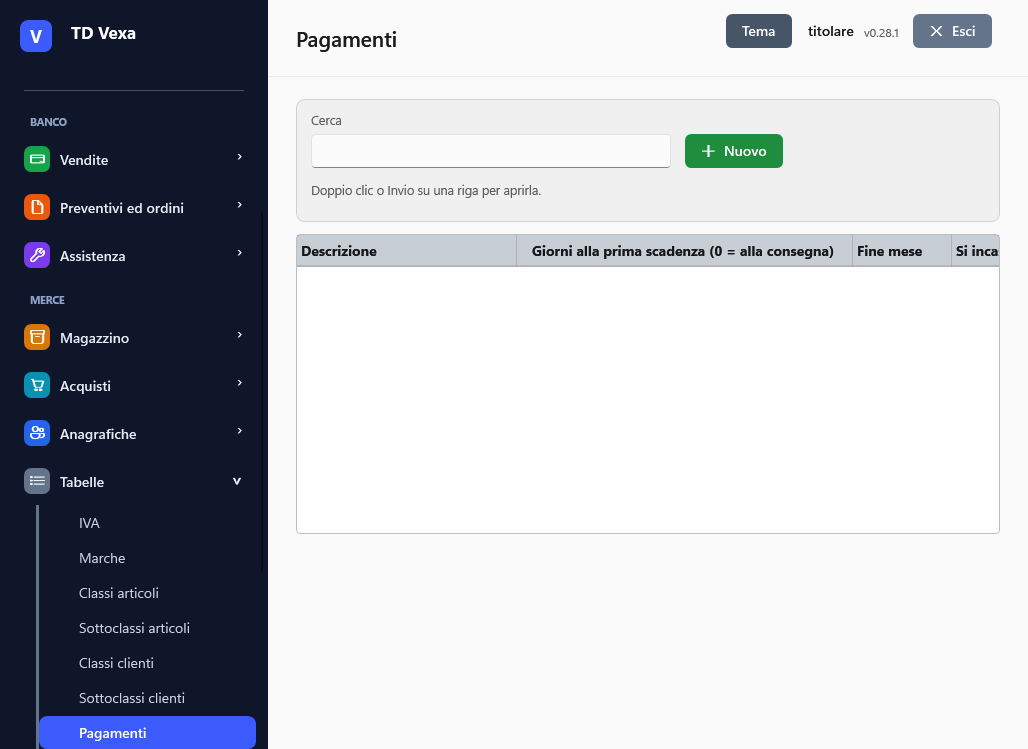 V TD Vexa
BANCO
Vendite
Preventivi ed ordini
Assistenza
MERCE
Magazzino
Acquisti
Anagrafiche
Tabelle
IVA
Marche
Classi articoli
Sottoclassi articoli
Classi clienti
Sottoclassi clienti
Pagamenti
Pagamenti
Tema titolare v0.28.1 Esci
Cerca
Nuovo
Doppio clic o Invio su una riga per aprirla.
Descrizione Giorni alla prima scadenza (0 = alla consegna) Fine mese Si inca